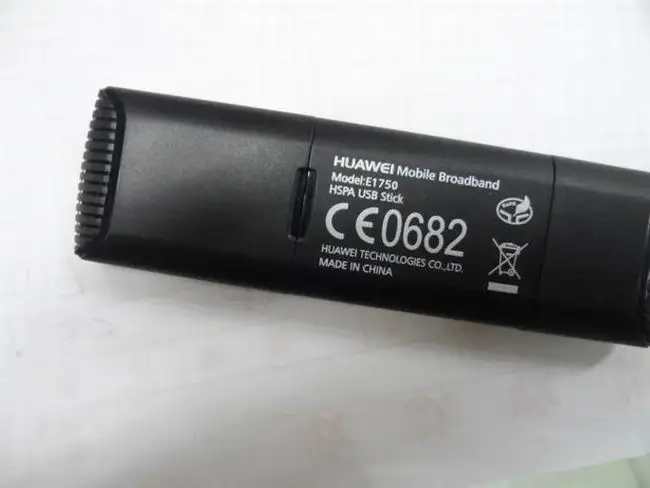 HUAWEI Mobile Broadband
Model:E1750
HSPA USB Stick
CE0682
HUAWEI TECHNOLOGIES CO.,LTD.
MADE IN CHINA